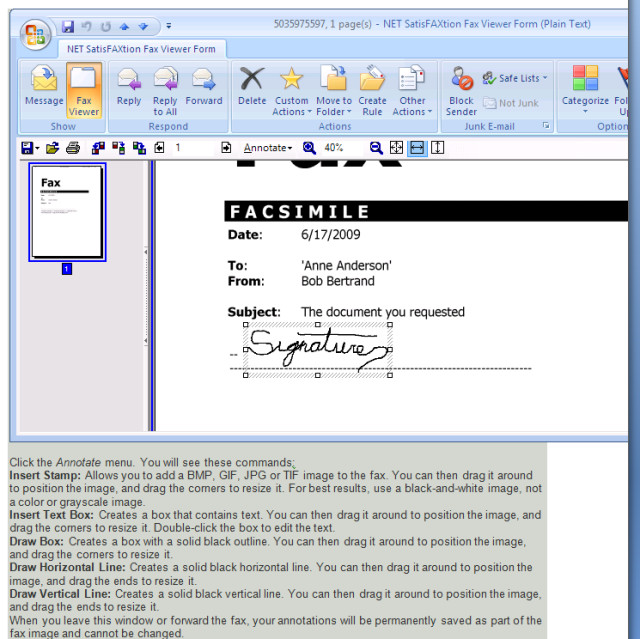 5035975597, 1 page(s) - NET SatisFAXtion Fax Viewer Form (Plain Text)
NET SatisFAXtion Fax Viewer Form
Message
Fax Viewer
Reply
Reply to All
Forward
Delete
Custom Actions
Move to Folder
Create Rule
Other Actions
Block Sender
Safe Lists
Not Junk
Categorize
Fol
Up
Show
Respond
Actions
Junk E-mail
Option
1
Annotate
40%
Fax
1
Fax
FACSIMILE
Date: 6/17/2009
To: 'Anne Anderson'
From: Bob Bertrand
Subject: The document you requested
Signature
Click the Annotate menu. You will see these commands:
Insert Stamp: Allows you to add a BMP, GIF, JPG or TIF image to the fax. You can then drag it around
to position the image, and drag the corners to resize it. For best results, use a black-and-white image, not
a color or grayscale image.
Insert Text Box: Creates a box that contains text. You can then drag it around to position the image, and
drag the corners to resize it. Double-click the box to edit the text.
Draw Box: Creates a box with a solid black outline. You can then drag it around to position the image,
and drag the corners to resize it.
Draw Horizontal Line: Creates a solid black horizontal line. You can then drag it around to position the
image, and drag the ends to resize it.
Draw Vertical Line: Creates a solid black vertical line. You can then drag it around to position the image,
and drag the ends to resize it.
When you leave this window or forward the fax, your annotations will be permanently saved as part of the
fax image and cannot be changed.